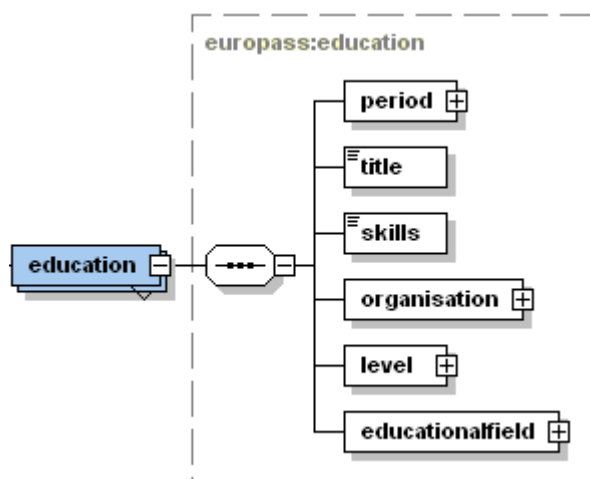 europass:education
period
title
skills
education
organisation
level
educationalfield